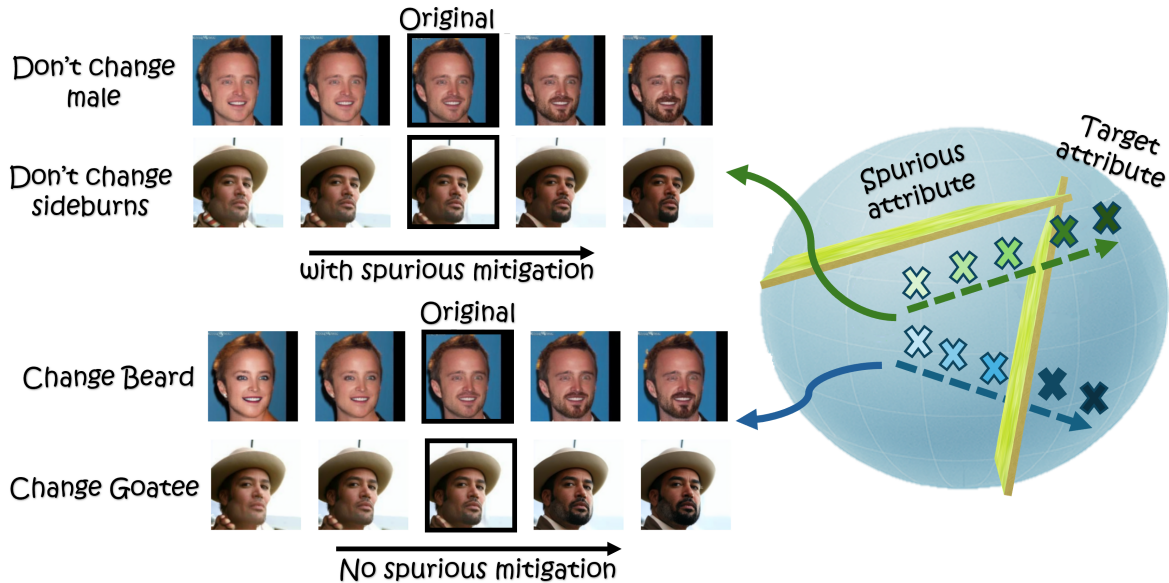 Original
Don't change
male
Don't change
sideburns
with spurious mitigation
Original
Change Beard
Change Goatee
No spurious mitigation
Spurious
attribute
Target
attribute